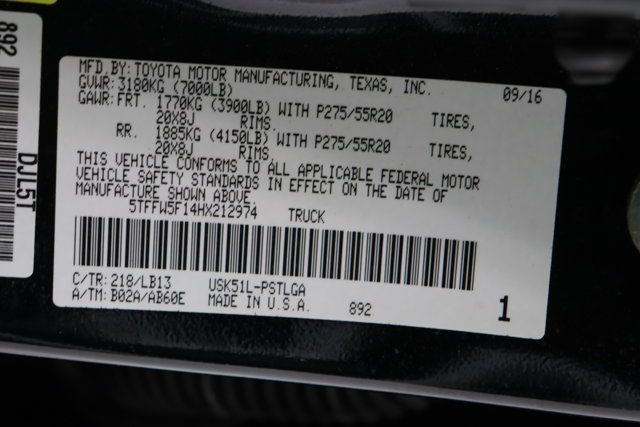 MFD.BY:TOYOTA MOTOR MANUFACTURING, TEXAS, INC. 09/16
GVWR:3180KG (7000LB)
GAWR:FRT. 1770KG (3900LB) WITH P275/55R20 TIRES,
20X8J RIMS.
RR. 1885KG (4150LB) WITH P275/55R20 TIRES,
20X8J RIMS.
THIS VEHICLE CONFORMS TO ALL APPLICABLE FEDERAL MOTOR
VEHICLE SAFETY STANDARDS IN EFFECT ON THE DATE OF
MANUFACTURE SHOWN ABOVE.
5TFFW5F14HX212974 TRUCK
C/TR:218/LB13 USK51L-PSTLGA
A/TM:B02A/AB60E MADE IN U.S.A. 892 1
892
DJL5T